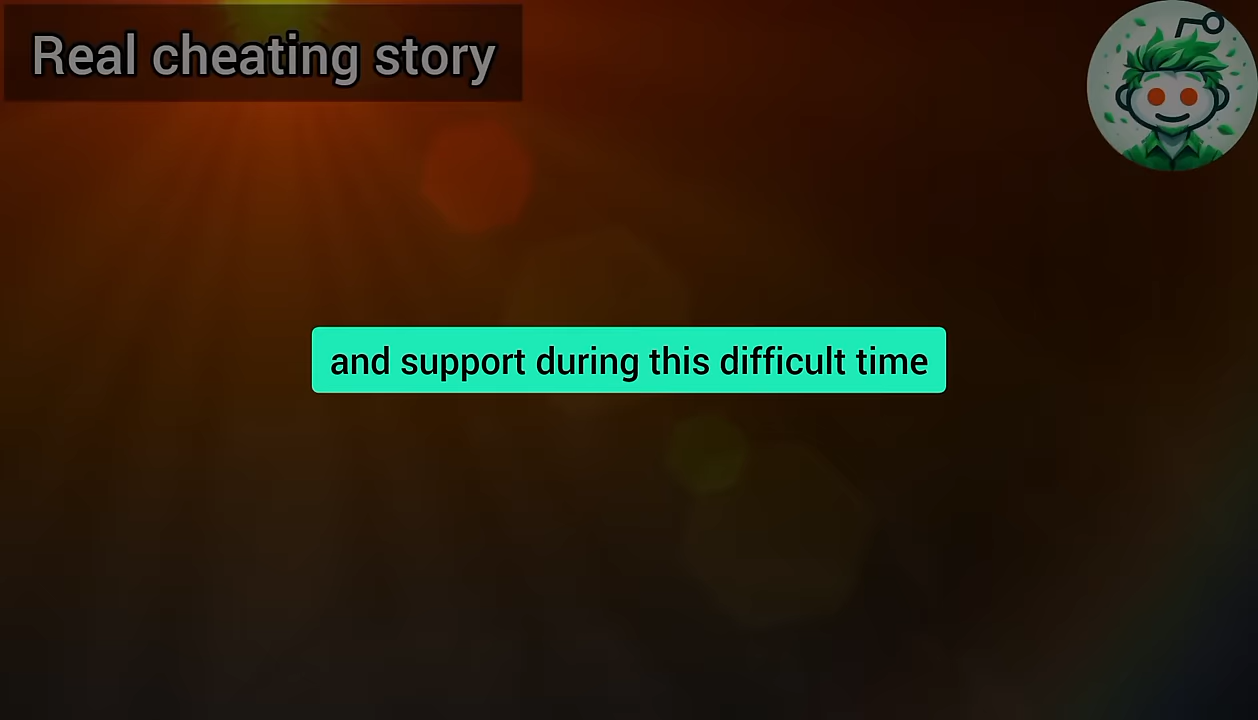 Real cheating story
and support during this difficult time